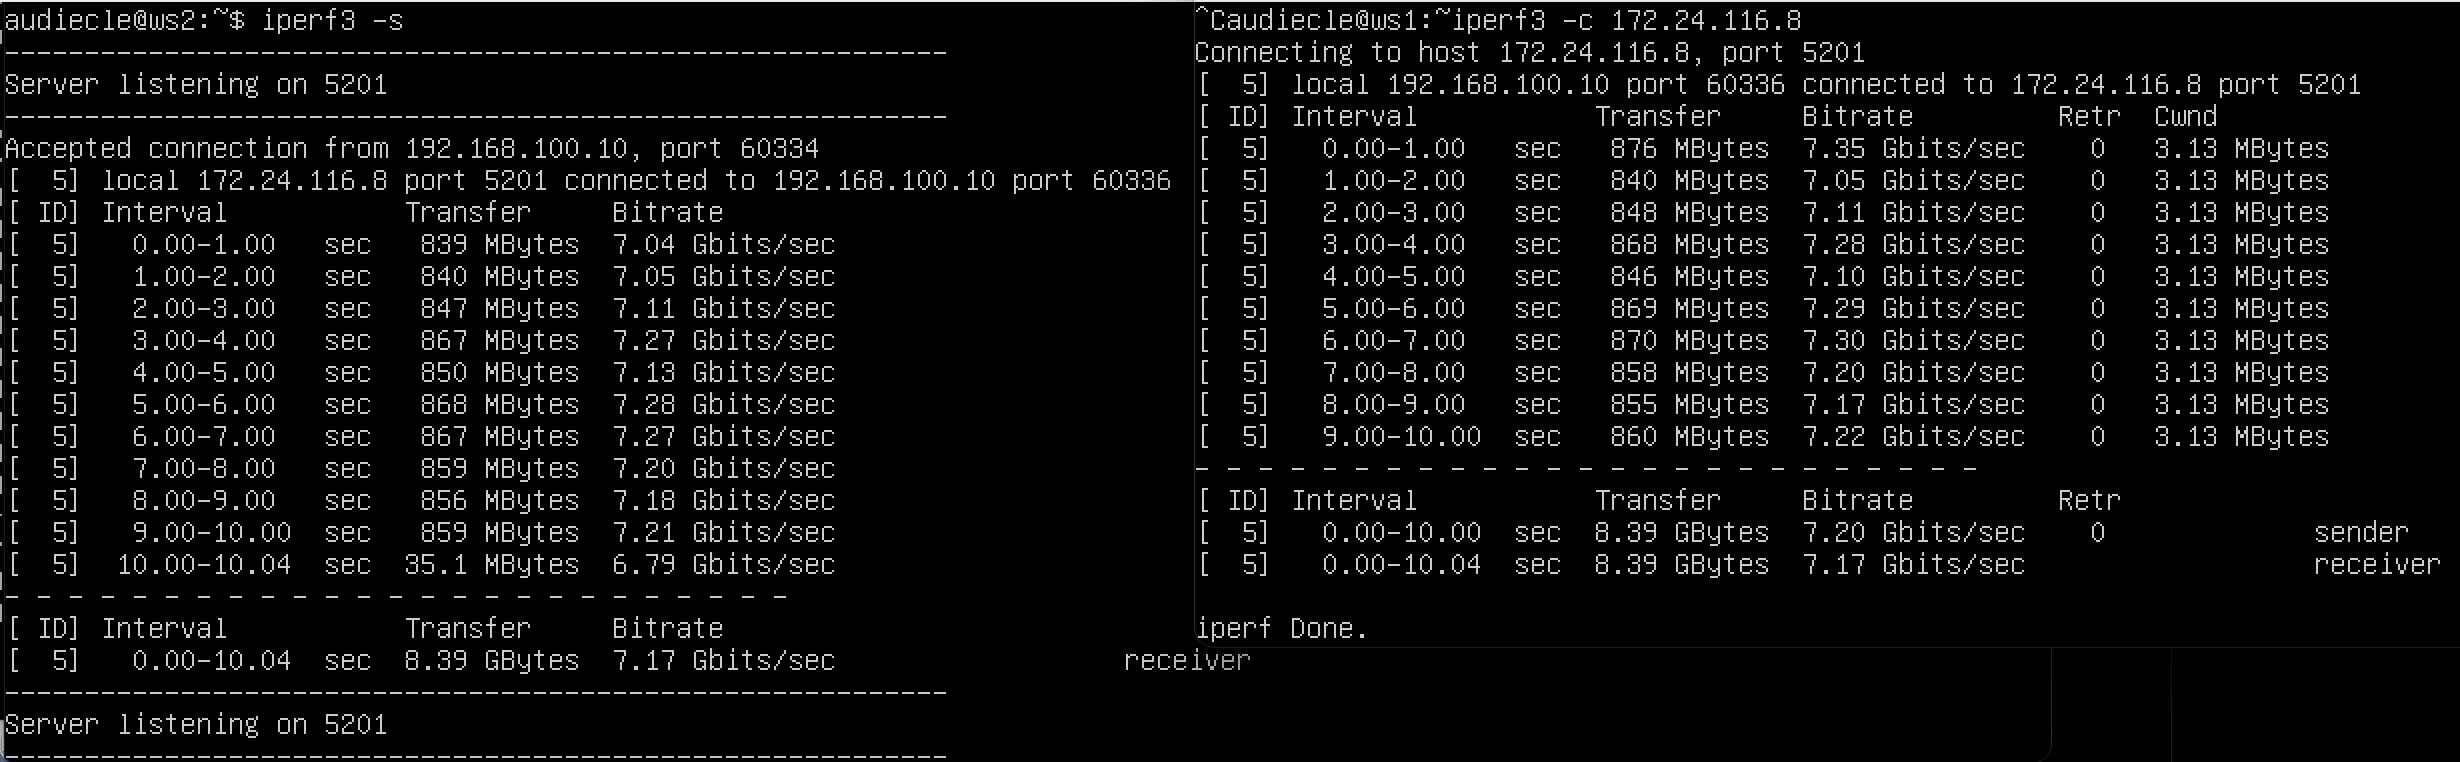 audiecle@ws2:~$ iperf3 -s
-----------------------------------------------------------
Server listening on 5201
-----------------------------------------------------------
Accepted connection from 192.168.100.10, port 60334
[  5] local 172.24.116.8 port 5201 connected to 192.168.100.10 port 60336
[ ID] Interval           Transfer     Bitrate
[  5]   0.00-1.00   sec   839 MBytes  7.04 Gbits/sec
[  5]   1.00-2.00   sec   840 MBytes  7.05 Gbits/sec
[  5]   2.00-3.00   sec   847 MBytes  7.11 Gbits/sec
[  5]   3.00-4.00   sec   867 MBytes  7.27 Gbits/sec
[  5]   4.00-5.00   sec   850 MBytes  7.13 Gbits/sec
[  5]   5.00-6.00   sec   868 MBytes  7.28 Gbits/sec
[  5]   6.00-7.00   sec   867 MBytes  7.27 Gbits/sec
[  5]   7.00-8.00   sec   859 MBytes  7.20 Gbits/sec
[  5]   8.00-9.00   sec   856 MBytes  7.18 Gbits/sec
[  5]   9.00-10.00  sec   859 MBytes  7.21 Gbits/sec
[  5]  10.00-10.04  sec  35.1 MBytes  6.79 Gbits/sec
- - - - - - - - - - - - - - - - - - - - - - - - -
[ ID] Interval           Transfer     Bitrate
[  5]   0.00-10.04  sec  8.39 GBytes  7.17 Gbits/sec                  receiver
-----------------------------------------------------------
Server listening on 5201
-----------------------------------------------------------
^Caudiecle@ws1:~iperf3 -c 172.24.116.8
Connecting to host 172.24.116.8, port 5201
[  5] local 192.168.100.10 port 60336 connected to 172.24.116.8 port 5201
[ ID] Interval           Transfer     Bitrate         Retr  Cwnd
[  5]   0.00-1.00   sec   876 MBytes  7.35 Gbits/sec    0   3.13 MBytes
[  5]   1.00-2.00   sec   840 MBytes  7.05 Gbits/sec    0   3.13 MBytes
[  5]   2.00-3.00   sec   848 MBytes  7.11 Gbits/sec    0   3.13 MBytes
[  5]   3.00-4.00   sec   868 MBytes  7.28 Gbits/sec    0   3.13 MBytes
[  5]   4.00-5.00   sec   846 MBytes  7.10 Gbits/sec    0   3.13 MBytes
[  5]   5.00-6.00   sec   869 MBytes  7.29 Gbits/sec    0   3.13 MBytes
[  5]   6.00-7.00   sec   870 MBytes  7.30 Gbits/sec    0   3.13 MBytes
[  5]   7.00-8.00   sec   858 MBytes  7.20 Gbits/sec    0   3.13 MBytes
[  5]   8.00-9.00   sec   855 MBytes  7.17 Gbits/sec    0   3.13 MBytes
[  5]   9.00-10.00  sec   860 MBytes  7.22 Gbits/sec    0   3.13 MBytes
- - - - - - - - - - - - - - - - - - - - - - - - -
[ ID] Interval           Transfer     Bitrate         Retr
[  5]   0.00-10.00  sec  8.39 GBytes  7.20 Gbits/sec    0             sender
[  5]   0.00-10.04  sec  8.39 GBytes  7.17 Gbits/sec                  receiver
iperf Done.